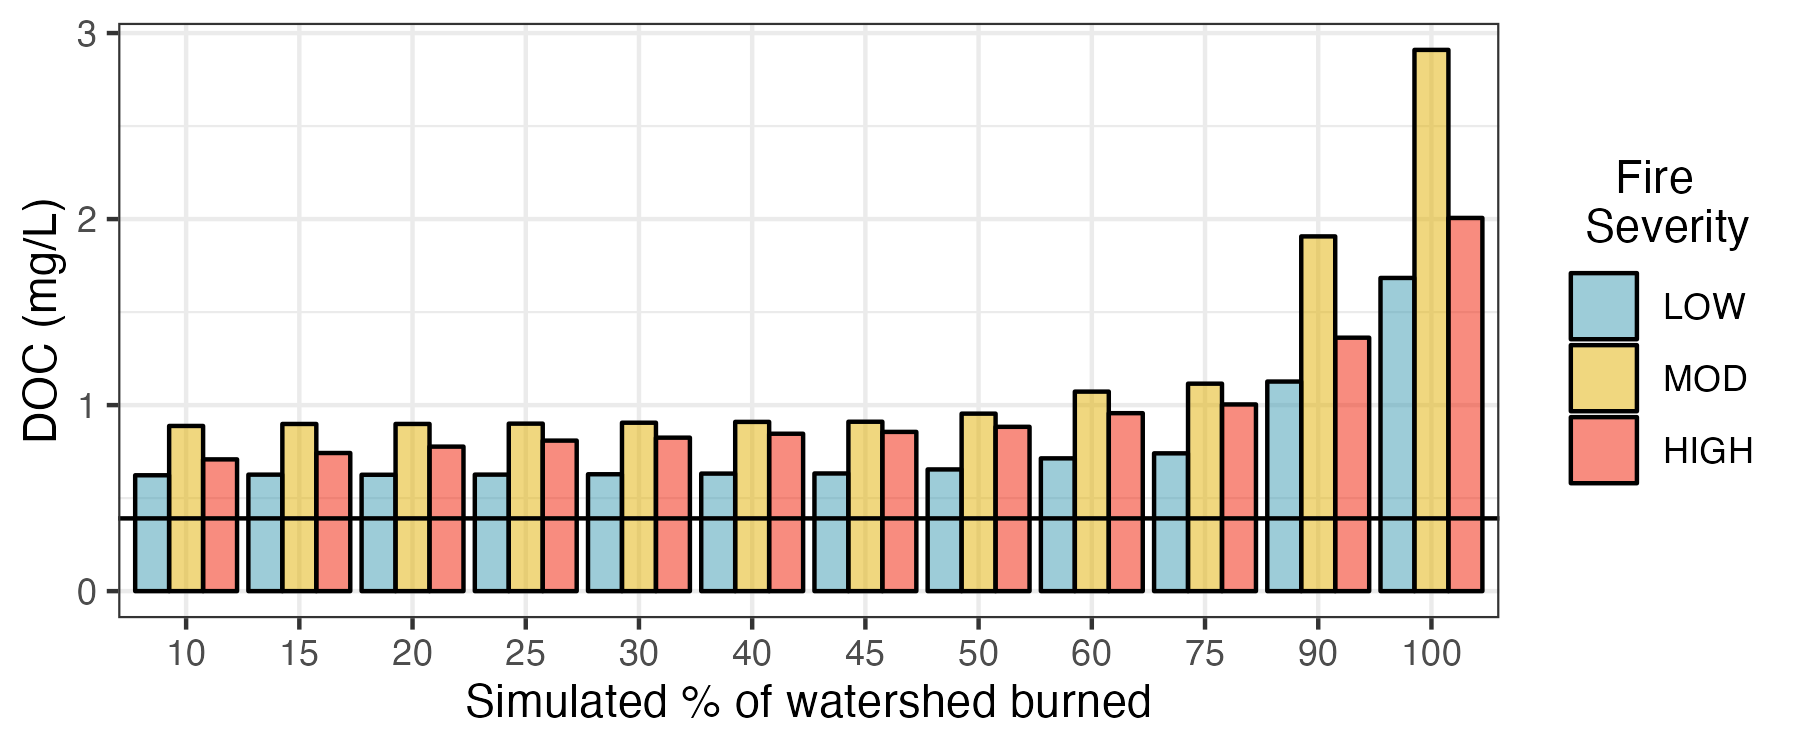 3
2
1
0
DOC (mg/L)
10 15 20 25 30 40 45 50 60 75 90 100
Simulated % of watershed burned
Fire
Severity
LOW
MOD
HIGH